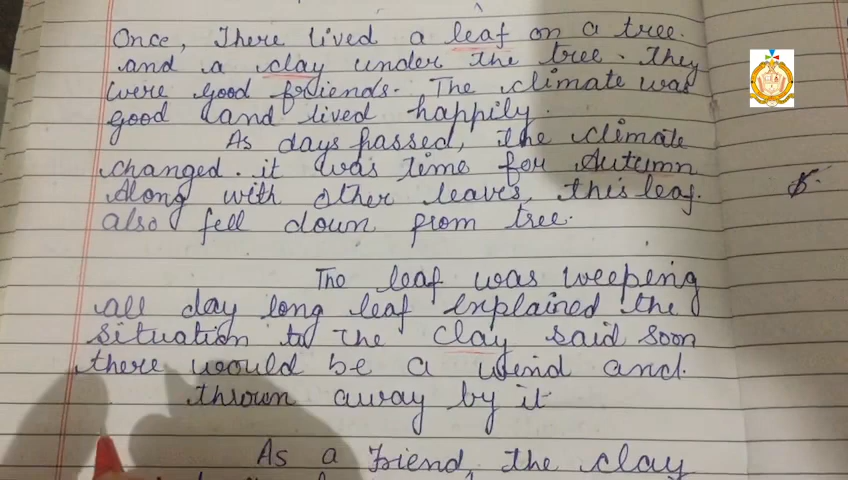 Once, There lived a leaf on a tree.
and a clay under the tree. They
were good friends. The climate was
good and lived happily.
As days passed, the climate
changed. it was time for Autumn
Along with other leaves, this leaf.
also fell down from tree.
The leaf was weeping
all day long leaf explained the
situation to The clay said soon
there would be a wind and.
thrown away by it
As a Friend, the clay